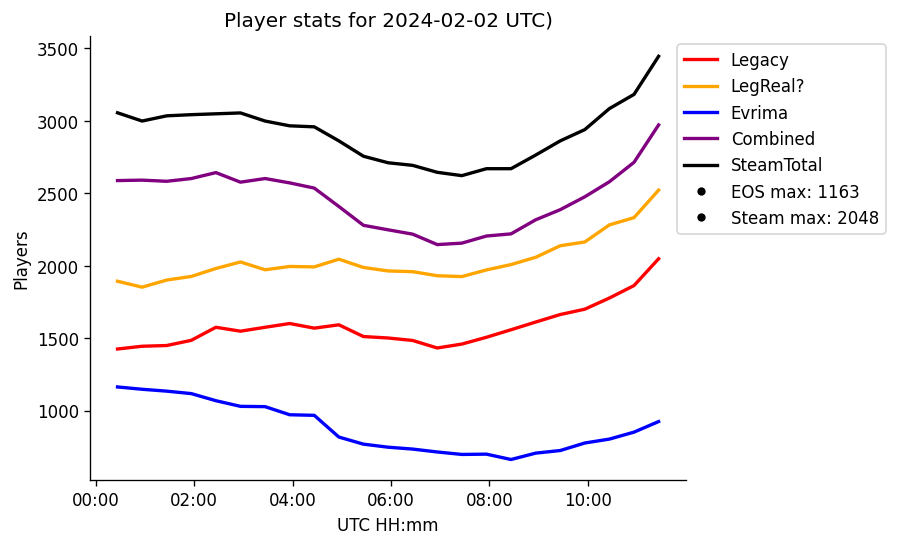 Player stats for 2024-02-02 UTC)
3500
3000
2500
2000
1500
1000
Players
00:00 02:00 04:00 06:00 08:00 10:00
UTC HH:mm
Legacy
LegReal?
Evrima
Combined
SteamTotal
EOS max: 1163
Steam max: 2048